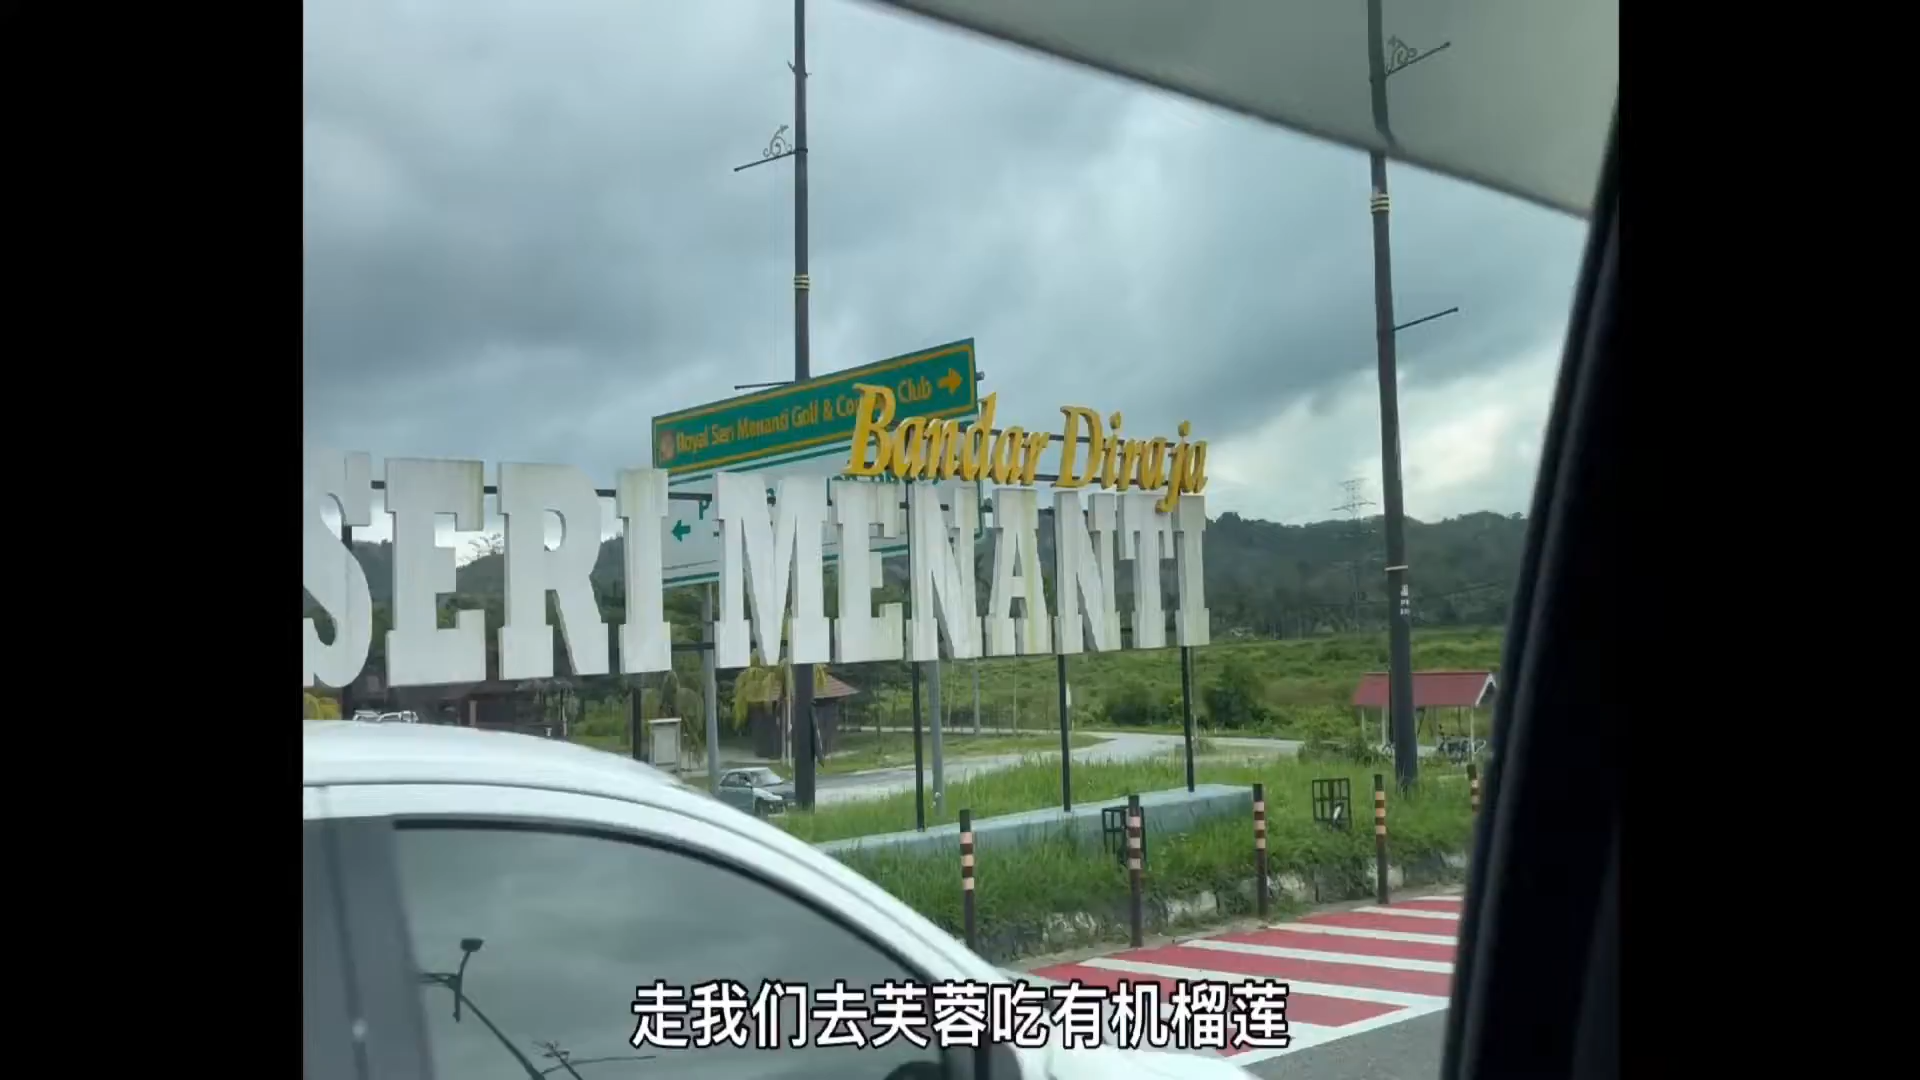 Royal Seri Menanti Golf & Co Club
Bandar Diraja
SERI MENANTI
走我们去芙蓉吃有机榴莲